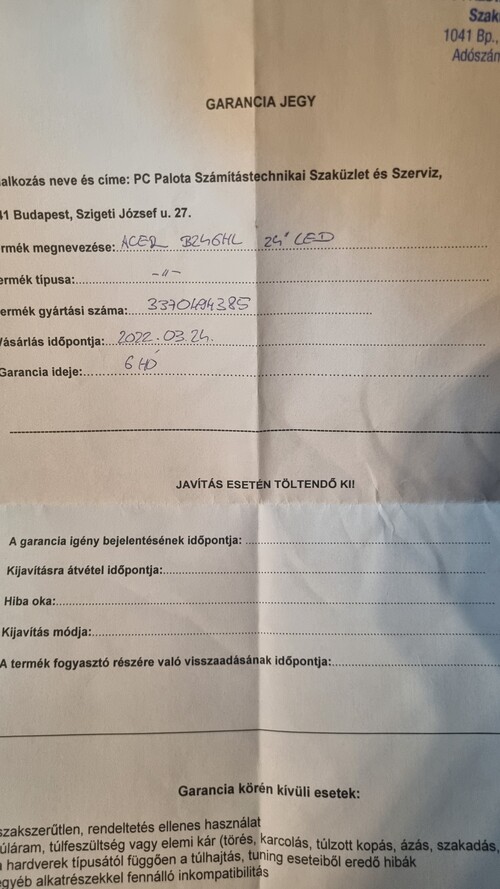 Szak
1041 Bp.,
Adószán
GARANCIA JEGY
alkozás neve és címe: PC Palota Számítástechnikai Szaküzlet és Szerviz,
41 Budapest, Szigeti József u. 27.
ermék megnevezése: ACER B246HL 24" LED
ermék típusa: -"-
ermék gyártási száma: 3370494385
Vásárlás időpontja: 2022.03.24.
Garancia ideje: 6 HÓ
JAVÍTÁS ESETÉN TÖLTENDŐ KI!
A garancia igény bejelentésének időpontja:
Kijavításra átvétel időpontja:
Hiba oka:
Kijavítás módja:
A termék fogyasztó részére való visszaadásának időpontja:
Garancia körén kívüli esetek:
szakszerűtlen, rendeltetés ellenes használat
úláram, túlfeszültség vagy elemi kár (törés, karcolás, túlzott kopás, ázás, szakadás,
a hardverek típusától függően a túlhajtás, tuning eseteiből eredő hibák
egyéb alkatrészekkel fennálló inkompatibilitás